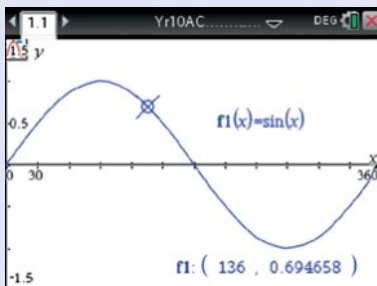 1.1 Yr10AC... DEG
1.5 y
0.5
f1(x)=sin(x)
x
0 30 360
-1.5
f1: ( 136 , 0.694658 )